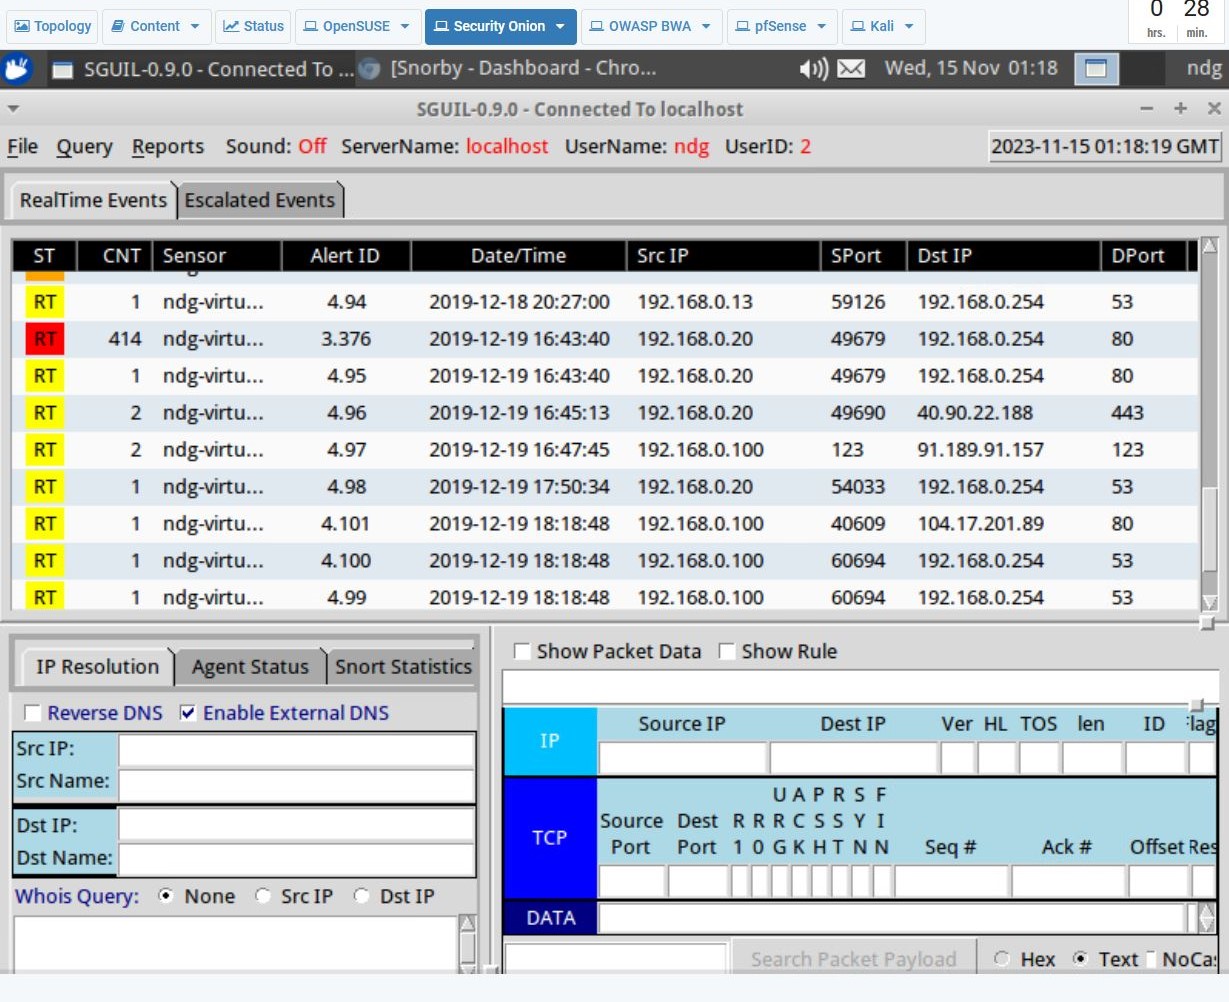 Topology Content Status OpenSUSE Security Onion OWASP BWA pfSense Kali 0 28
hrs. min.
SGUIL-0.9.0 - Connected To ... [Snorby - Dashboard - Chro... Wed, 15 Nov 01:18 ndg
SGUIL-0.9.0 - Connected To localhost
File Query Reports Sound: Off ServerName: localhost UserName: ndg UserID: 2 2023-11-15 01:18:19 GMT
RealTime Events Escalated Events
ST CNT Sensor Alert ID Date/Time Src IP SPort Dst IP DPort
RT 1 ndg-virtu... 4.94 2019-12-18 20:27:00 192.168.0.13 59126 192.168.0.254 53
RT 414 ndg-virtu... 3.376 2019-12-19 16:43:40 192.168.0.20 49679 192.168.0.254 80
RT 1 ndg-virtu... 4.95 2019-12-19 16:43:40 192.168.0.20 49679 192.168.0.254 80
RT 2 ndg-virtu... 4.96 2019-12-19 16:45:13 192.168.0.20 49690 40.90.22.188 443
RT 2 ndg-virtu... 4.97 2019-12-19 16:47:45 192.168.0.100 123 91.189.91.157 123
RT 1 ndg-virtu... 4.98 2019-12-19 17:50:34 192.168.0.20 54033 192.168.0.254 53
RT 1 ndg-virtu... 4.101 2019-12-19 18:18:48 192.168.0.100 40609 104.17.201.89 80
RT 1 ndg-virtu... 4.100 2019-12-19 18:18:48 192.168.0.100 60694 192.168.0.254 53
RT 1 ndg-virtu... 4.99 2019-12-19 18:18:48 192.168.0.100 60694 192.168.0.254 53
IP Resolution Agent Status Snort Statistics
Reverse DNS Enable External DNS
Src IP:
Src Name:
Dst IP:
Dst Name:
Whois Query: None Src IP Dst IP
Show Packet Data Show Rule
IP Source IP Dest IP Ver HL TOS len ID lag
U A P R S F
Source Dest R R R C S S Y I
TCP Port Port 1 0 G K H T N N Seq # Ack # Offset Res
DATA
Search Packet Payload Hex Text NoCa